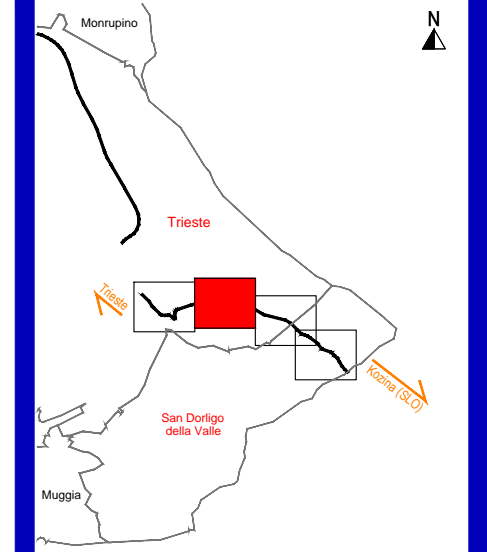 Monrupino
N
Trieste
Trieste
Kozina (SLO)
San Dorligo
della Valle
Muggia